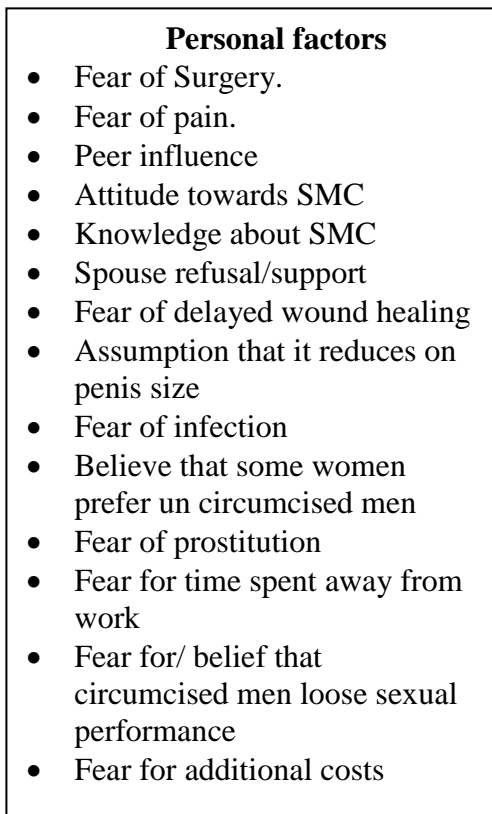 Personal factors
• Fear of Surgery.
• Fear of pain.
• Peer influence
• Attitude towards SMC
• Knowledge about SMC
• Spouse refusal/support
• Fear of delayed wound healing
• Assumption that it reduces on
penis size
• Fear of infection
• Believe that some women
prefer un circumcised men
• Fear of prostitution
• Fear for time spent away from
work
• Fear for/ belief that
circumcised men loose sexual
performance
• Fear for additional costs